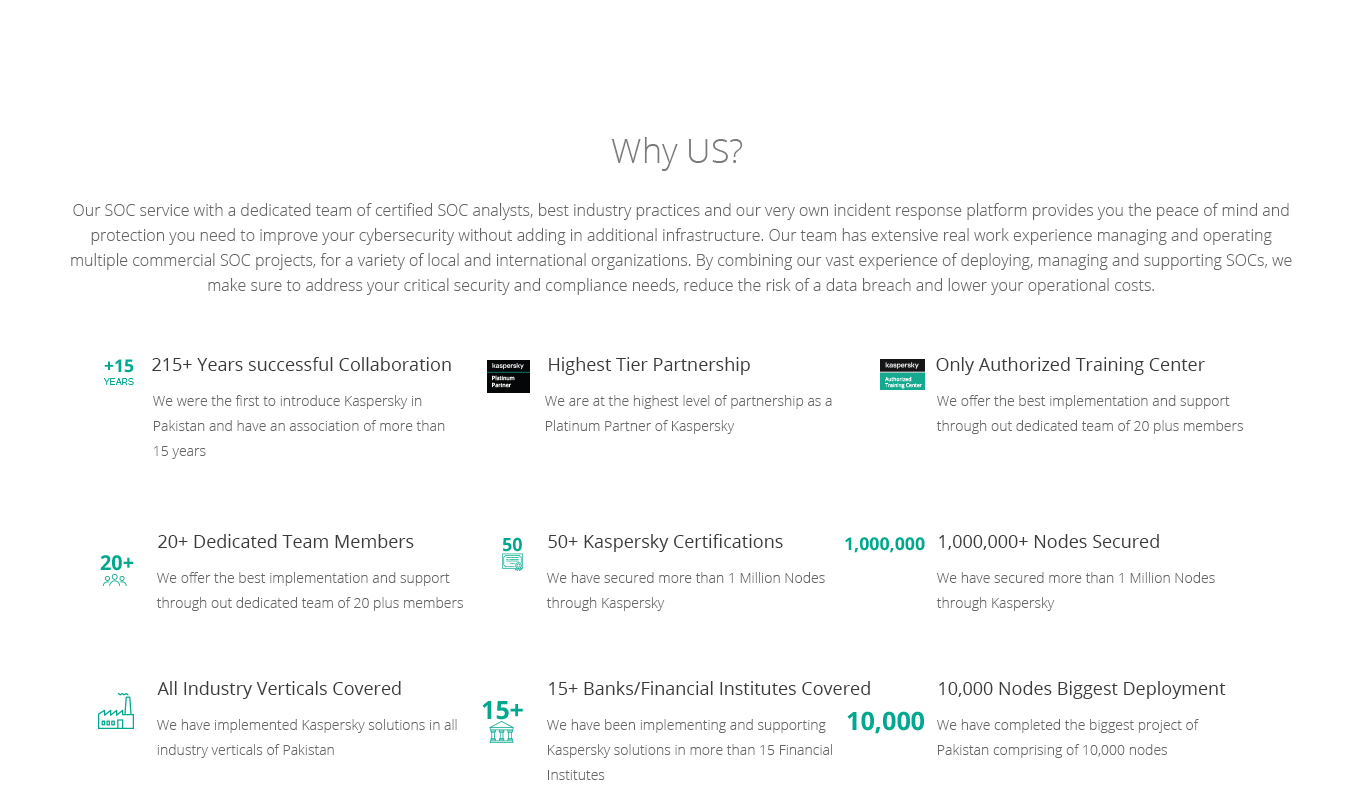 Why US?
Our SOC service with a dedicated team of certified SOC analysts, best industry practices and our very own incident response platform provides you the peace of mind and
protection you need to improve your cybersecurity without adding in additional infrastructure. Our team has extensive real work experience managing and operating
multiple commercial SOC projects, for a variety of local and international organizations. By combining our vast experience of deploying, managing and supporting SOCs, we
make sure to address your critical security and compliance needs, reduce the risk of a data breach and lower your operational costs.
+15
YEARS
215+ Years successful Collaboration
We were the first to introduce Kaspersky in
Pakistan and have an association of more than
15 years
kaspersky
Platinum
Partner
Highest Tier Partnership
We are at the highest level of partnership as a
Platinum Partner of Kaspersky
kaspersky
Authorized
Training Center
Only Authorized Training Center
We offer the best implementation and support
through out dedicated team of 20 plus members
20+
20+ Dedicated Team Members
We offer the best implementation and support
through out dedicated team of 20 plus members
50
50+ Kaspersky Certifications
We have secured more than 1 Million Nodes
through Kaspersky
1,000,000
1,000,000+ Nodes Secured
We have secured more than 1 Million Nodes
through Kaspersky
All Industry Verticals Covered
We have implemented Kaspersky solutions in all
industry verticals of Pakistan
15+
15+ Banks/Financial Institutes Covered
We have been implementing and supporting
Kaspersky solutions in more than 15 Financial
Institutes
10,000
10,000 Nodes Biggest Deployment
We have completed the biggest project of
Pakistan comprising of 10,000 nodes